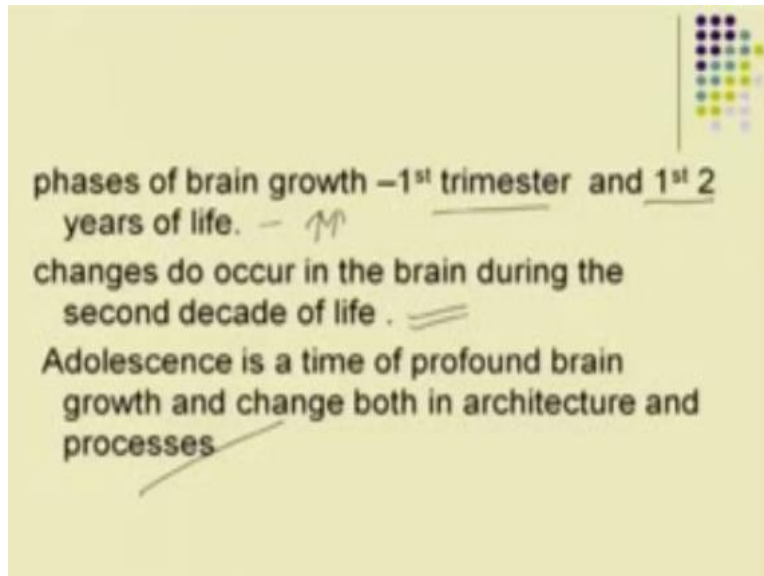 phases of brain growth –1st trimester and 1st 2
years of life.
changes do occur in the brain during the
second decade of life .
Adolescence is a time of profound brain
growth and change both in architecture and
processes